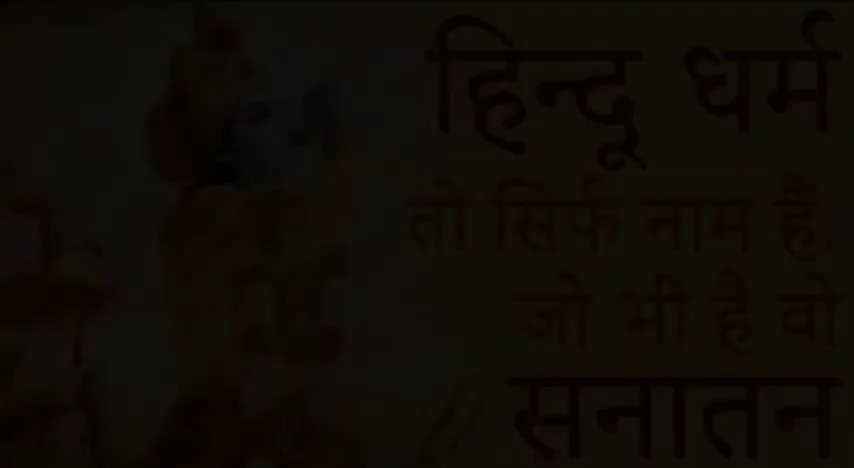 हिन्दू धर्म
तो सिर्फ नाम हैं,
जो भी है वो
सनातन